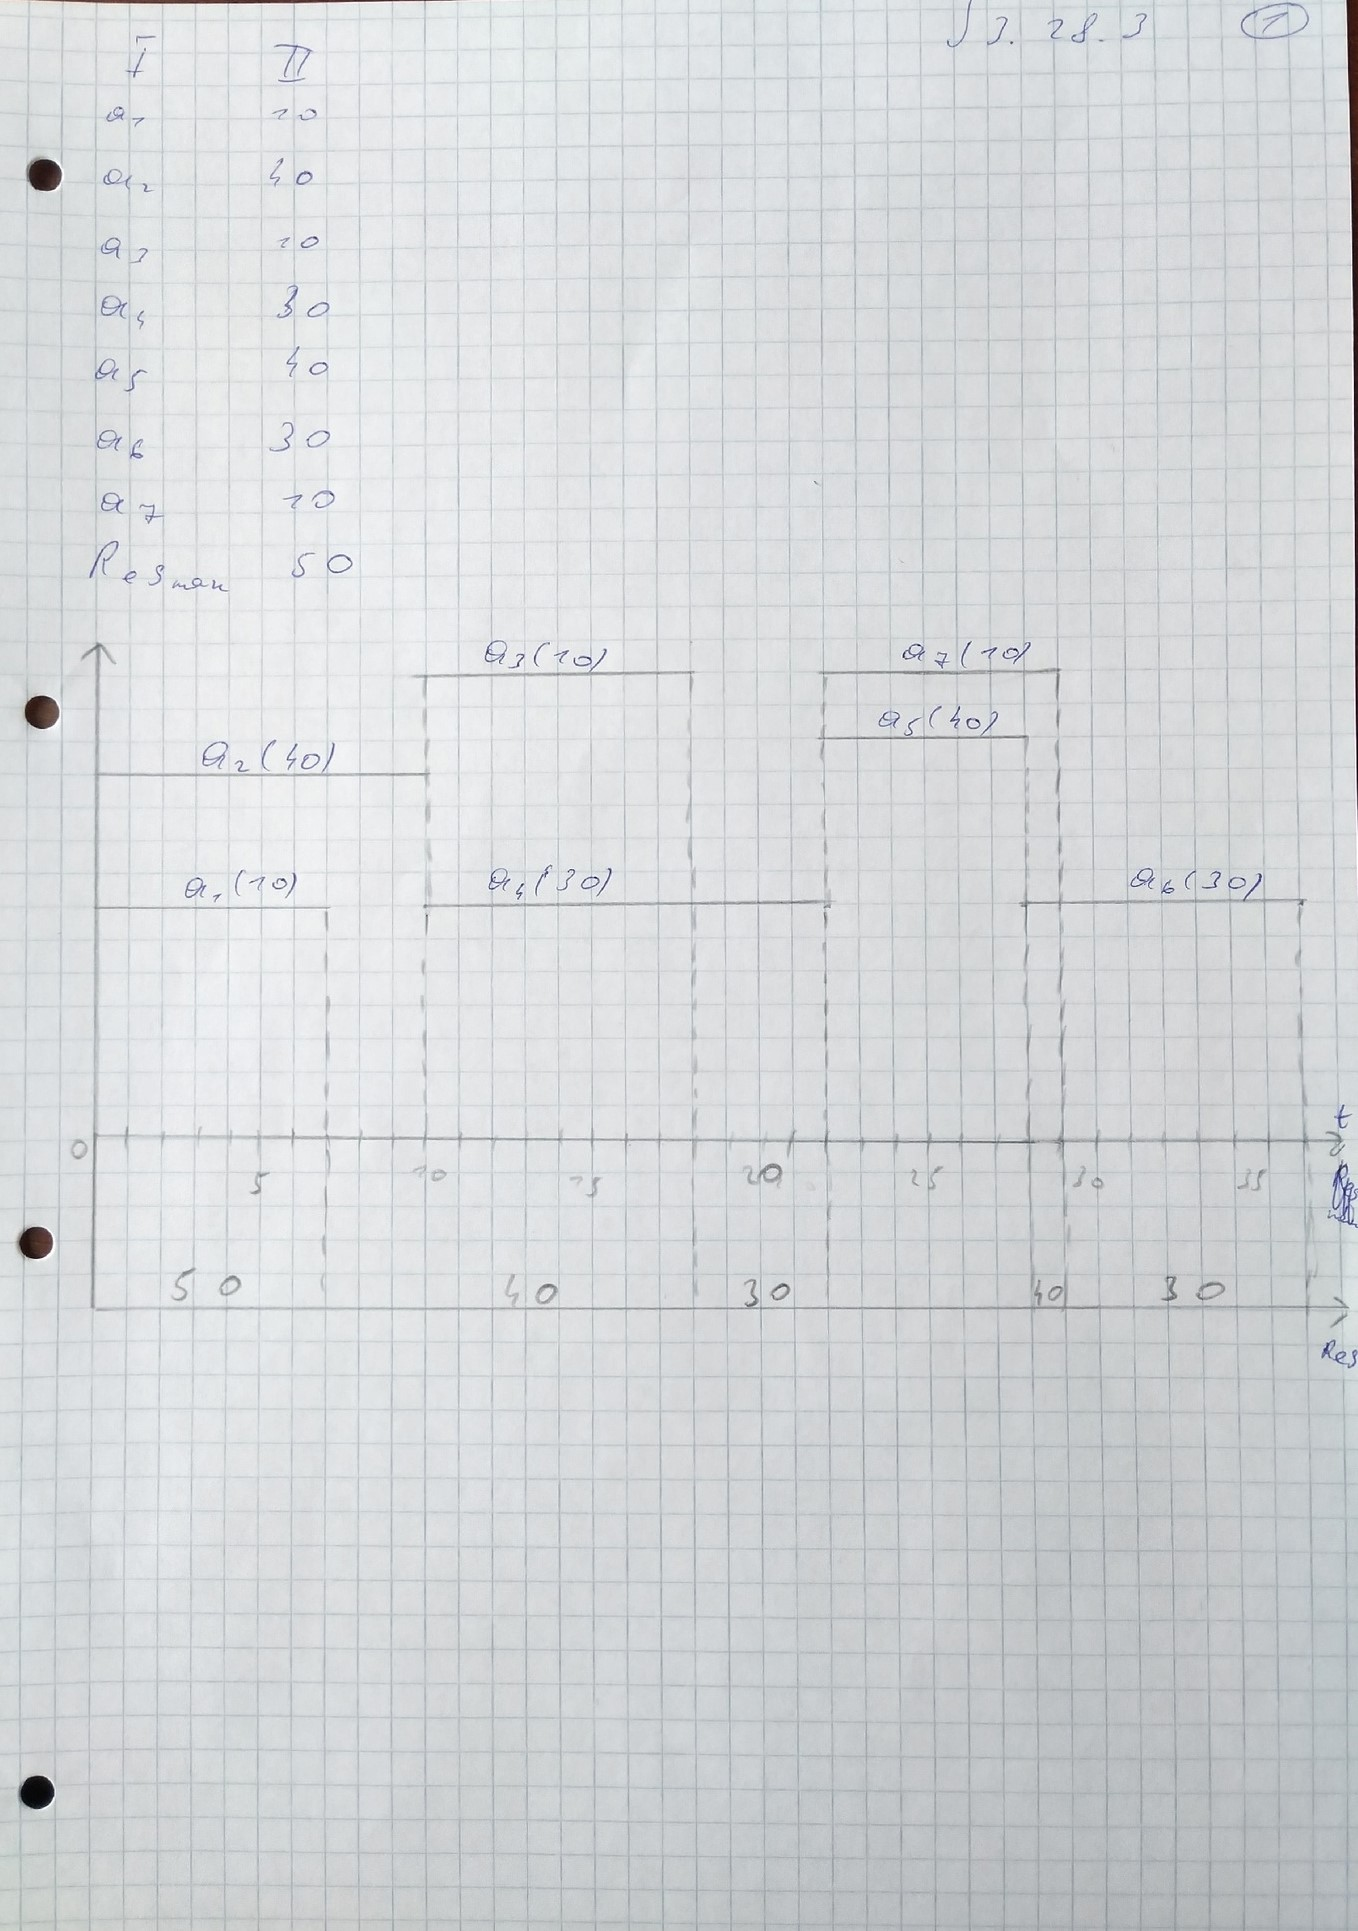 3. 28. 3 1
I II
a1 10
a2 40
a3 10
a4 30
a5 40
a6 30
a7 10
Resmax 50
a3(10) a7(10)
a5(40)
a2(40)
a1(10) a4(30) a6(30)
t
0 5 10 15 20 25 30 35
50 40 30 40 30
Res